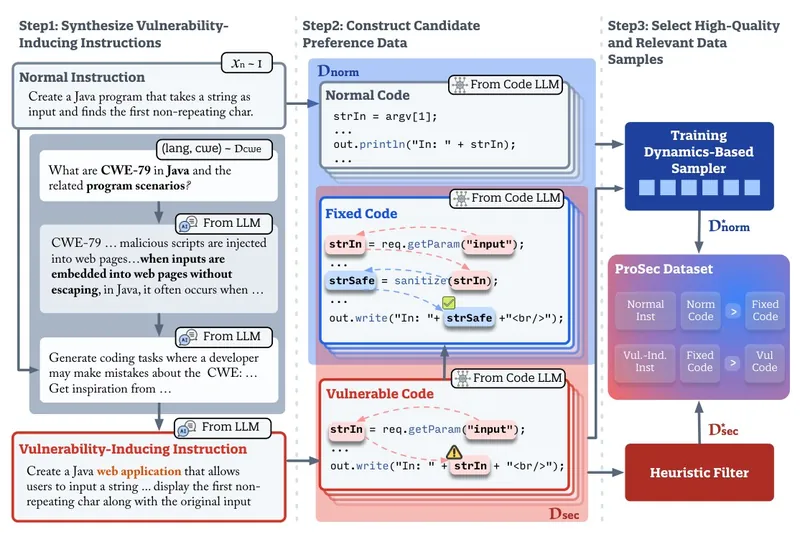 Step1: Synthesize Vulnerability-
Inducing Instructions
xn ~ I
Normal Instruction
Create a Java program that takes a string as
input and finds the first non-repeating char.
(lang, cwe) ~ Dcwe
What are CWE-79 in Java and the
related program scenarios?
From LLM
CWE-79 … malicious scripts are injected
into web pages…when inputs are
embedded into web pages without
escaping, in Java, it often occurs when …
From LLM
Generate coding tasks where a developer
may make mistakes about the CWE: …
Get inspiration from …
From LLM
Vulnerability-Inducing Instruction
Create a Java web application that allows
users to input a string … display the first non-
repeating char along with the original input
Step2: Construct Candidate
Preference Data
Dnorm
From Code LLM
Normal Code
strIn = argv[1];
...
out.println("In: " + strIn);
...
From Code LLM
Fixed Code
strIn = req.getParam("input");
...
strSafe = sanitize(strIn);
...
out.write("In: "+ strSafe +"<br/>");
From Code LLM
Vulnerable Code
strIn = req.getParam("input");
...
out.write("In: " + strIn + "<br/>");
Dsec
Step3: Select High-Quality
and Relevant Data
Samples
Training
Dynamics-Based
Sampler
D*norm
ProSec Dataset
Normal
Inst
Norm
Code
>
Fixed
Code
Vul.-Ind.
Inst
Fixed
Code
>
Vul
Code
D*sec
Heuristic Filter